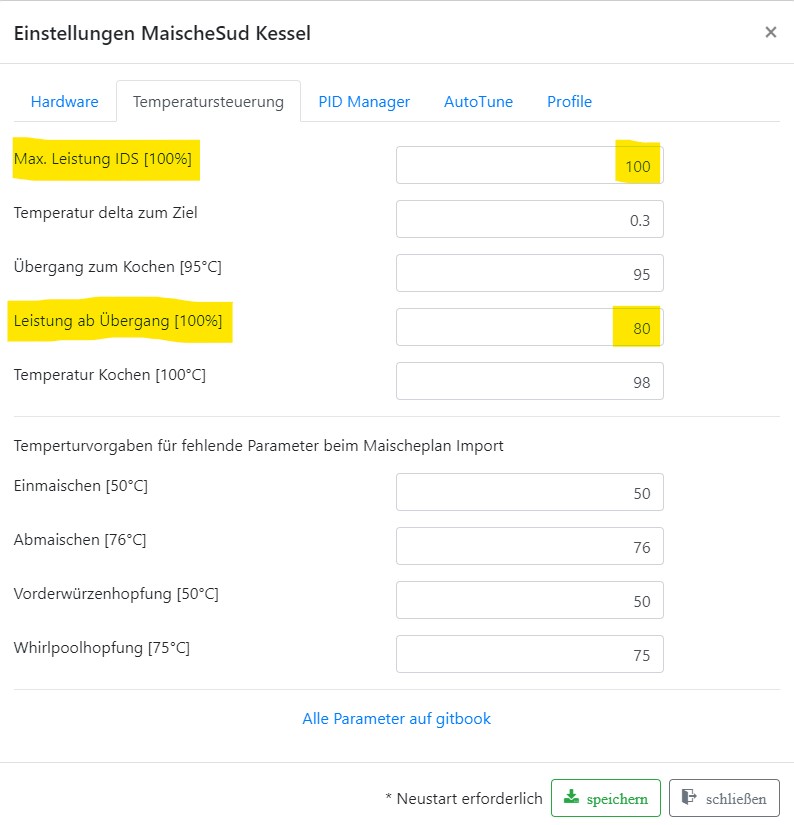 Einstellungen MaischeSud Kessel ×
Hardware Temperatursteuerung PID Manager AutoTune Profile
Max. Leistung IDS [100%] 100
Temperatur delta zum Ziel 0.3
Übergang zum Kochen [95°C] 95
Leistung ab Übergang [100%] 80
Temperatur Kochen [100°C] 98
Temperturvorgaben für fehlende Parameter beim Maischeplan Import
Einmaischen [50°C] 50
Abmaischen [76°C] 76
Vorderwürzenhopfung [50°C] 50
Whirlpoolhopfung [75°C] 75
Alle Parameter auf gitbook
* Neustart erforderlich speichern schließen